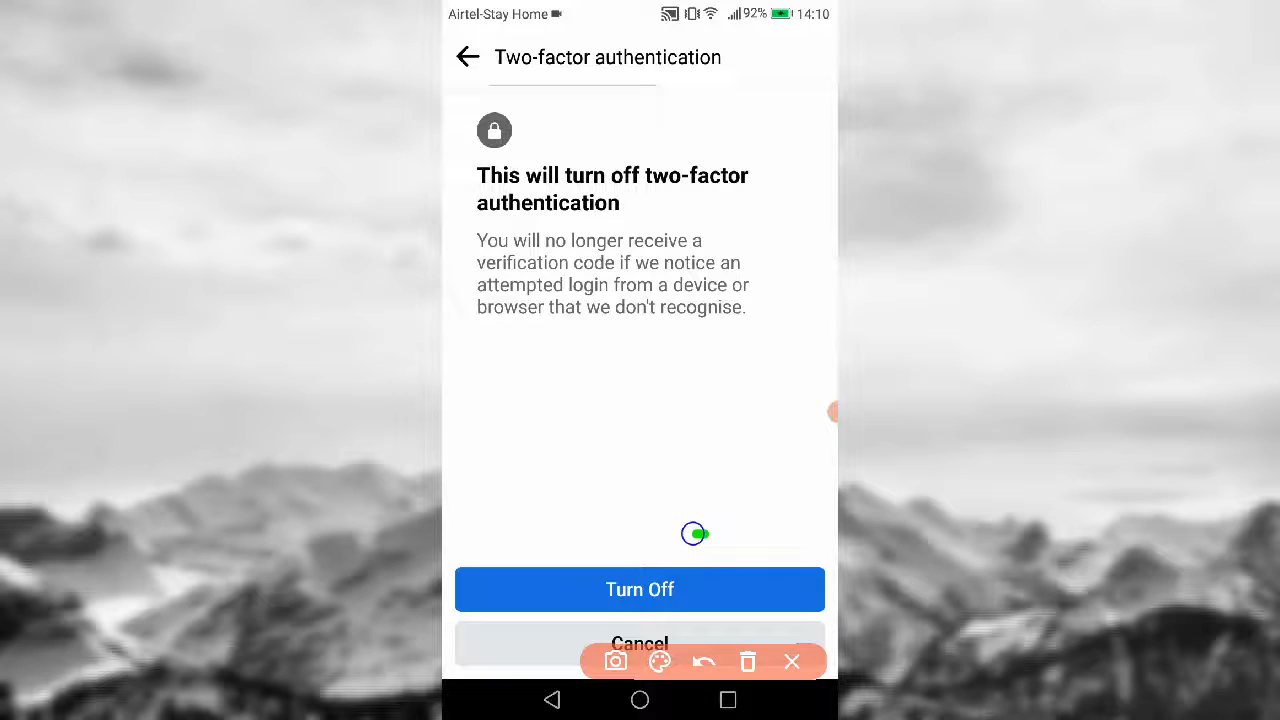 Airtel-Stay Home 92% 14:10
Two-factor authentication
This will turn off two-factor
authentication
You will no longer receive a
verification code if we notice an
attempted login from a device or
browser that we don't recognise.
Turn Off
Cancel